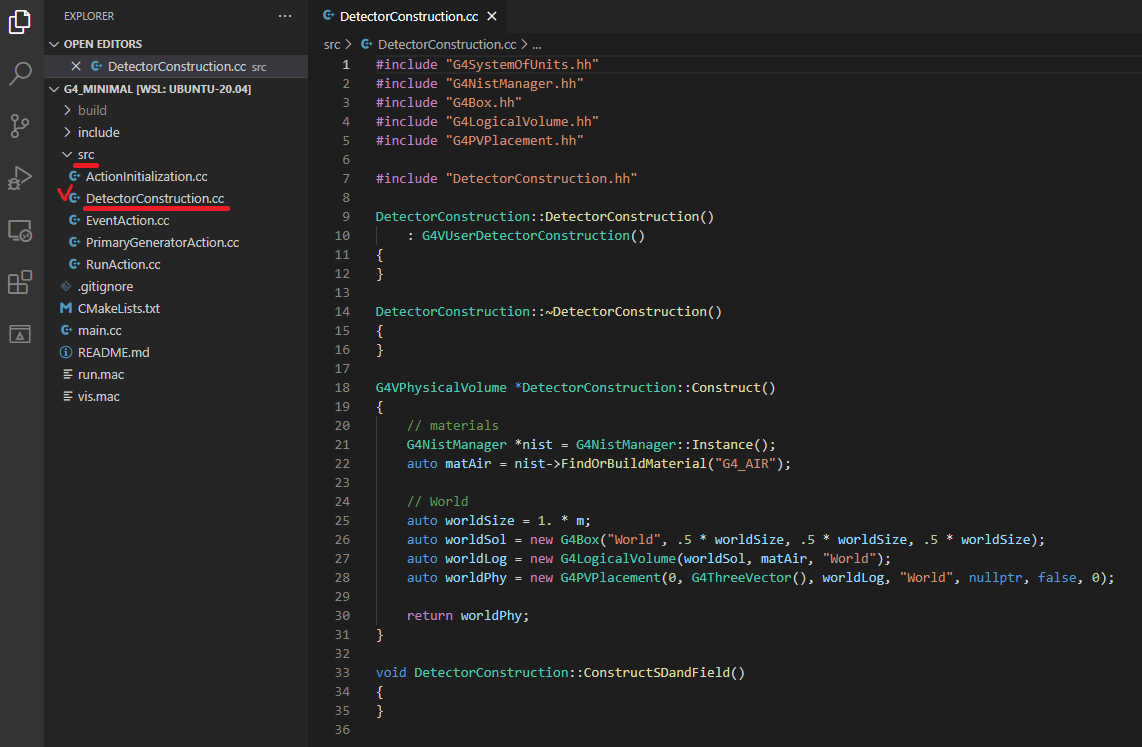 EXPLORER
···
OPEN EDITORS
DetectorConstruction.cc src
G4_MINIMAL [WSL: UBUNTU-20.04]
build
include
src
ActionInitialization.cc
DetectorConstruction.cc
EventAction.cc
PrimaryGeneratorAction.cc
RunAction.cc
.gitignore
CMakeLists.txt
main.cc
README.md
run.mac
vis.mac
DetectorConstruction.cc
src > DetectorConstruction.cc > ...
1 #include "G4SystemOfUnits.hh"
2 #include "G4NistManager.hh"
3 #include "G4Box.hh"
4 #include "G4LogicalVolume.hh"
5 #include "G4PVPlacement.hh"
6
7 #include "DetectorConstruction.hh"
8
9 DetectorConstruction::DetectorConstruction()
10     : G4VUserDetectorConstruction()
11 {
12 }
13
14 DetectorConstruction::~DetectorConstruction()
15 {
16 }
17
18 G4VPhysicalVolume *DetectorConstruction::Construct()
19 {
20     // materials
21     G4NistManager *nist = G4NistManager::Instance();
22     auto matAir = nist->FindOrBuildMaterial("G4_AIR");
23
24     // World
25     auto worldSize = 1. * m;
26     auto worldSol = new G4Box("World", .5 * worldSize, .5 * worldSize, .5 * worldSize);
27     auto worldLog = new G4LogicalVolume(worldSol, matAir, "World");
28     auto worldPhy = new G4PVPlacement(0, G4ThreeVector(), worldLog, "World", nullptr, false, 0);
29
30     return worldPhy;
31 }
32
33 void DetectorConstruction::ConstructSDandField()
34 {
35 }
36